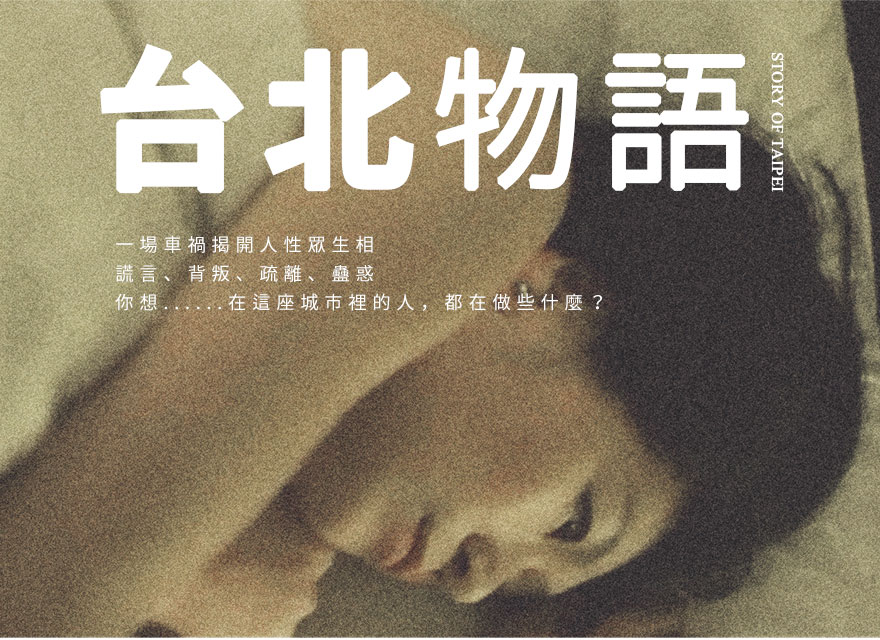 台北物語
STORY OF TAIPEI
一場車禍揭開人性眾生相
謊言、背叛、疏離、蠱惑
你想......在這座城市裡的人，都在做些什麼？